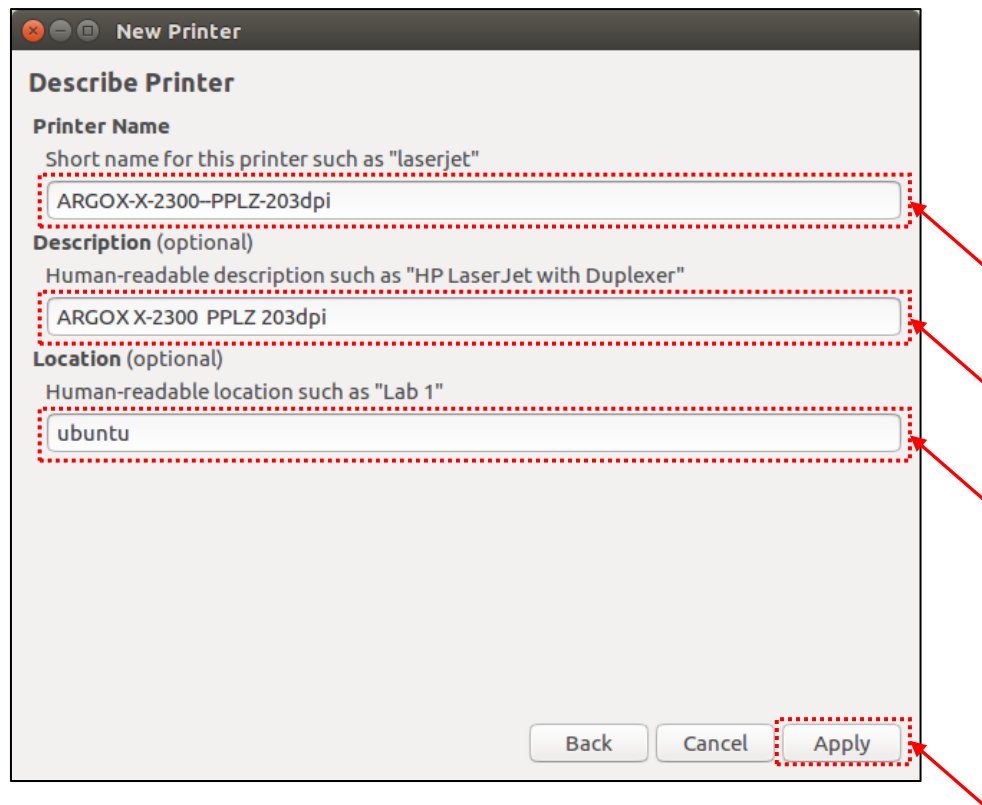 New Printer
Describe Printer
Printer Name
Short name for this printer such as "laserjet"
ARGOX-X-2300--PPLZ-203dpi
Description (optional)
Human-readable description such as "HP LaserJet with Duplexer"
ARGOX X-2300 PPLZ 203dpi
Location (optional)
Human-readable location such as "Lab 1"
ubuntu
Back Cancel Apply